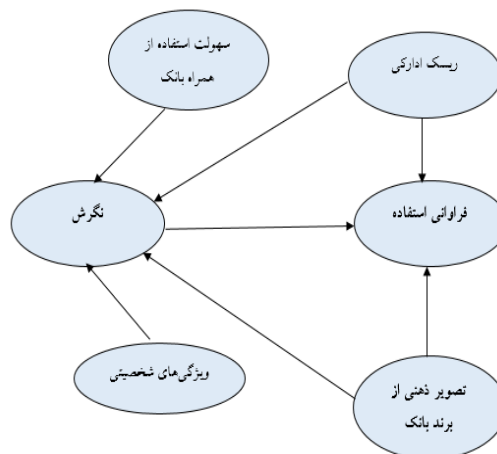 سهولت استفاده از
همراه بانک
ریسک ادارکی
نگرش
فراوانی استفاده
ویژگی‌های شخصیتی
تصویر ذهنی از
برند بانک